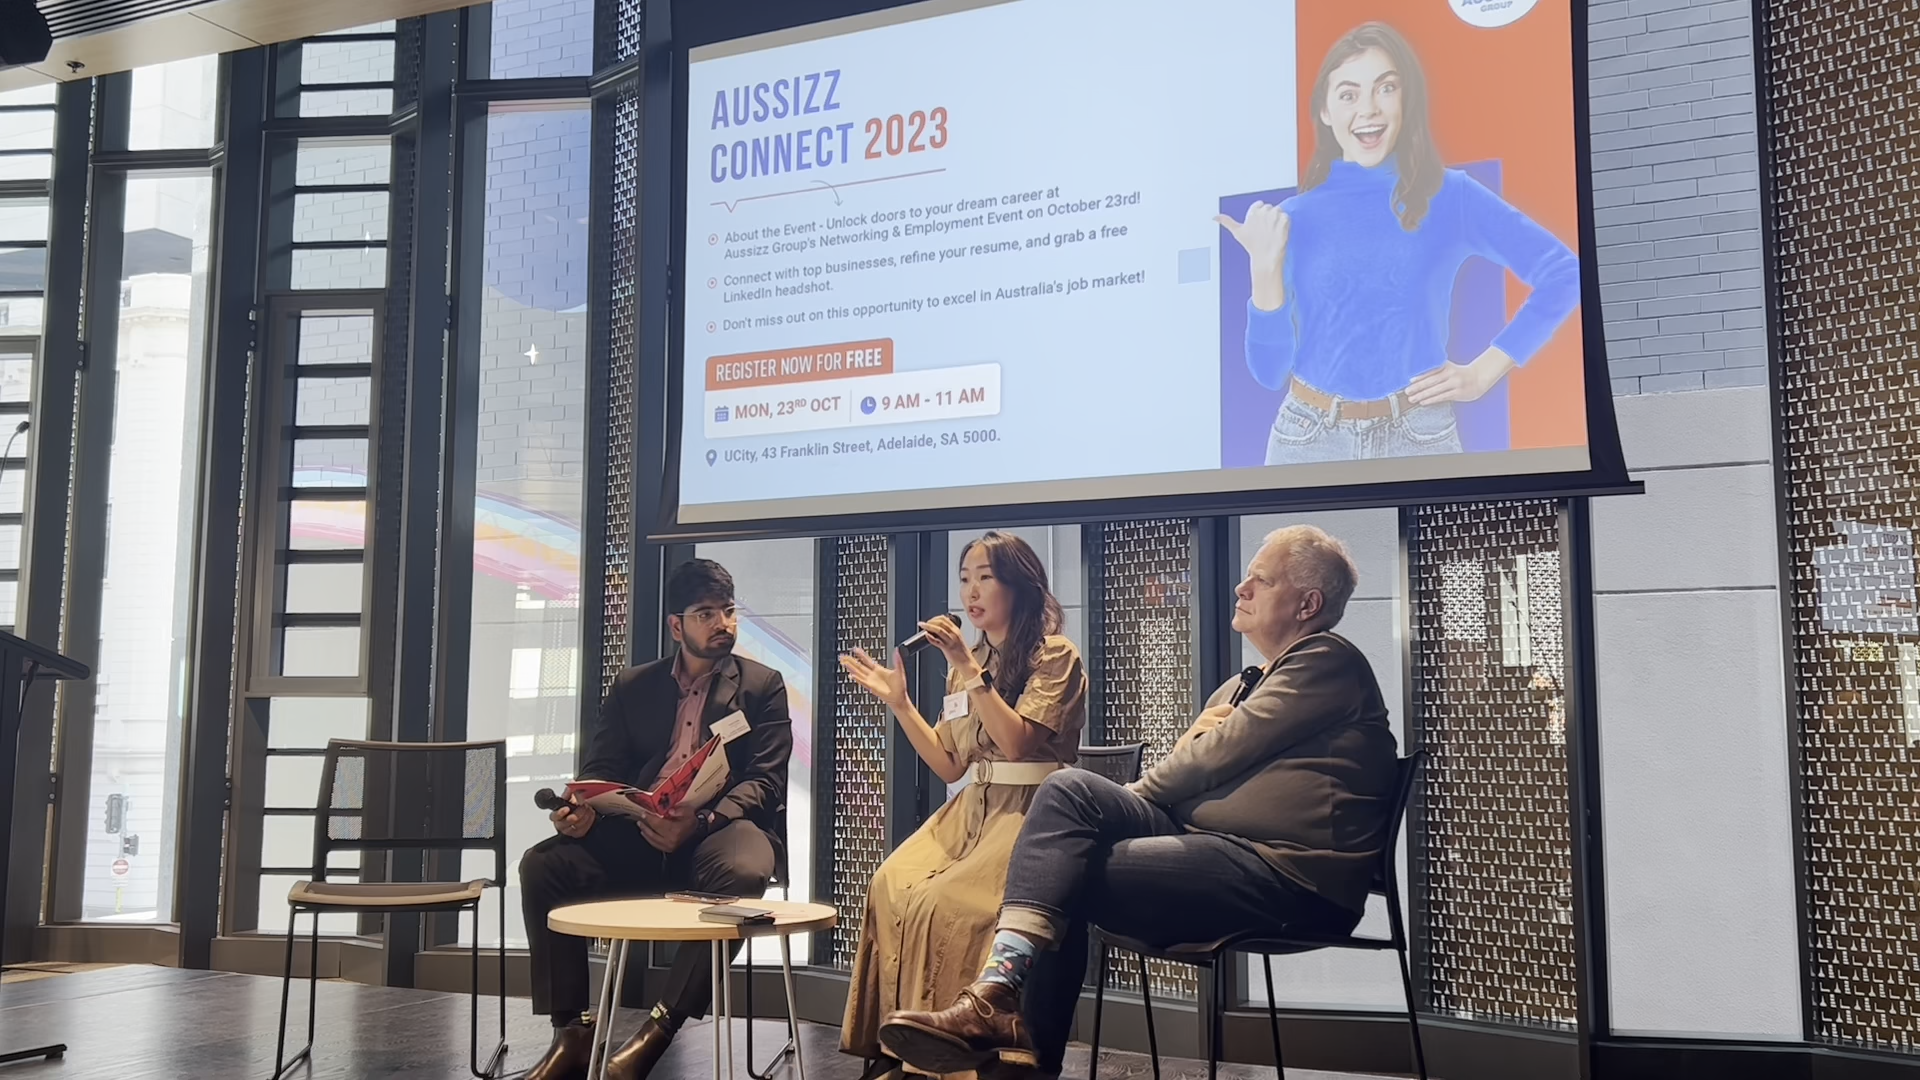 GROUP
AUSSIZZ
CONNECT 2023
About the Event - Unlock doors to your dream career at
Aussizz Group's Networking & Employment Event on October 23rd!
Connect with top businesses, refine your resume, and grab a free
LinkedIn headshot.
Don't miss out on this opportunity to excel in Australia's job market!
REGISTER NOW FOR FREE
MON, 23RD OCT
9 AM - 11 AM
UCity, 43 Franklin Street, Adelaide, SA 5000.